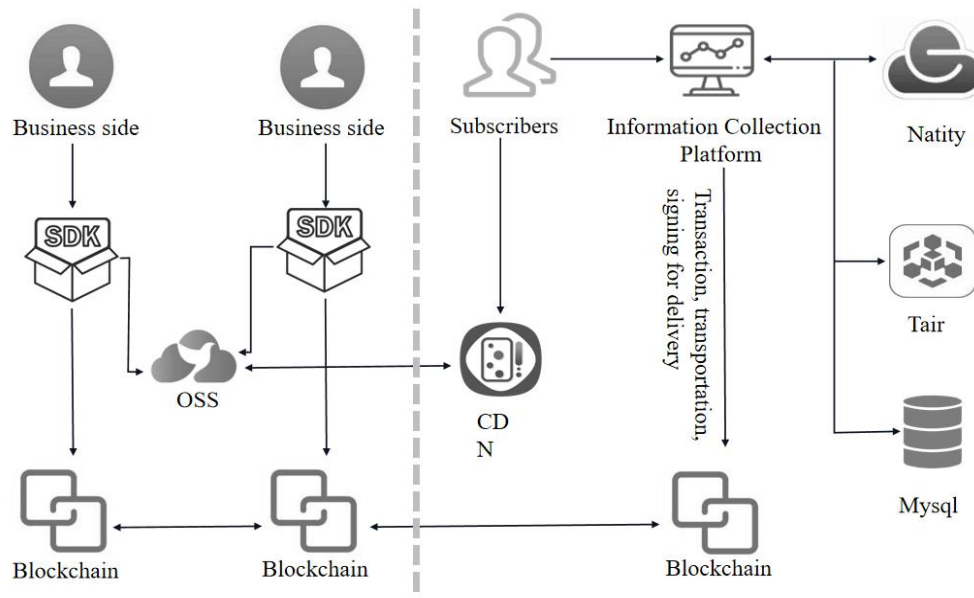 Business side
Business side
Subscribers
Information Collection
Platform
Natity
SDK
SDK
Transaction, transportation,
signing for delivery
Tair
OSS
CD
N
Mysql
Blockchain
Blockchain
Blockchain